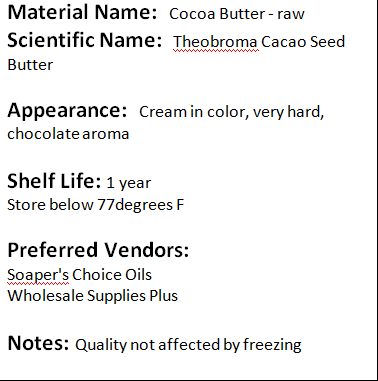 Material Name: Cocoa Butter - raw
Scientific Name: Theobroma Cacao Seed
Butter
Appearance: Cream in color, very hard,
chocolate aroma
Shelf Life: 1 year
Store below 77degrees F
Preferred Vendors:
Soaper's Choice Oils
Wholesale Supplies Plus
Notes: Quality not affected by freezing